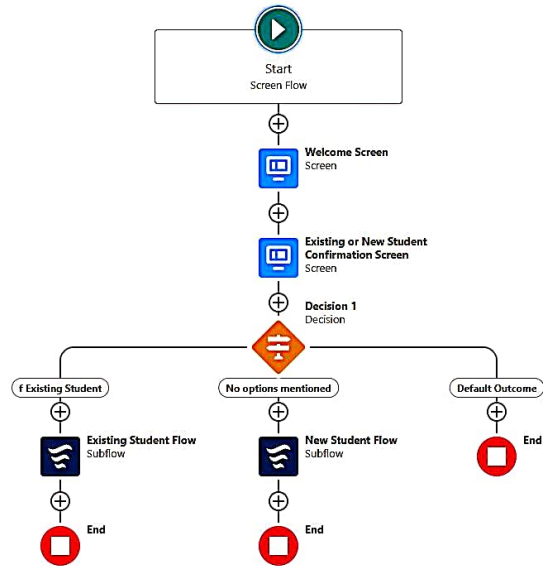 Start
Screen Flow
Welcome Screen
Screen
Existing or New Student
Confirmation Screen
Screen
Decision 1
Decision
f Existing Student
No options mentioned
Default Outcome
Existing Student Flow
Subflow
New Student Flow
Subflow
End
End
End